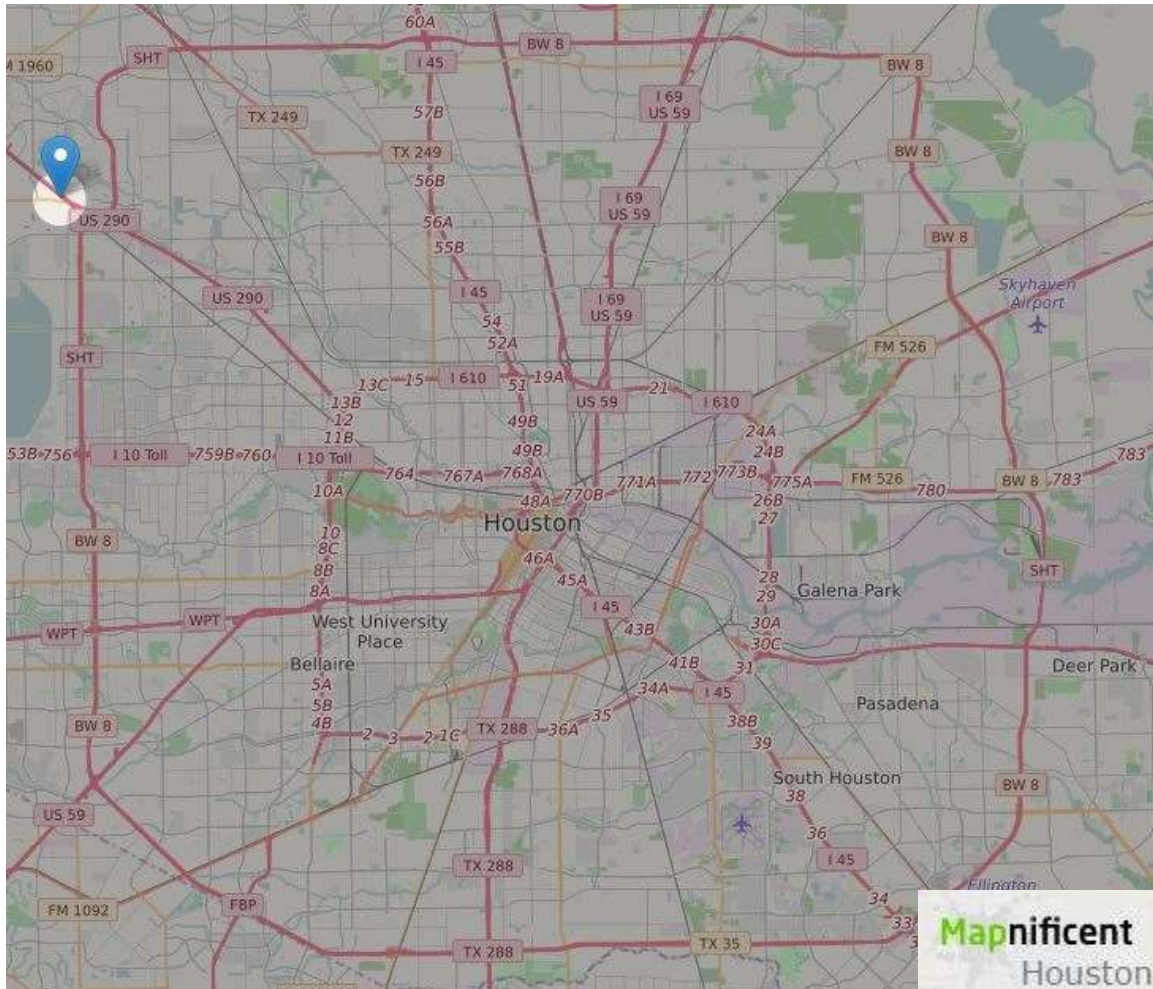 60A
SHT
BW 8
M 1960
I 45
BW 8
I 69
US 59
57B
TX 249
TX 249
BW 8
56B
I 69
US 59
US 290
56A
55B
BW 8
Skyhaven
Airport
US 290
I 45
I 69
US 59
54
52A
FM 526
SHT
13C
15
I 610
51
19A
21
13B
US 59
I 610
12
49B
24A
11B
53B
756
I 10 Toll
759B
760
I 10 Toll
49B
24B
783
764
767A
768A
771A
772
773B
775A
FM 526
780
BW 8
783
10A
48A
770B
26B
Houston
27
10
BW 8
8C
46A
8B
45A
28
SHT
8A
29
Galena Park
I 45
WPT
WPT
West University
Place
43B
30A
30C
Bellaire
41B
31
Deer Park
5A
34A
I 45
5B
35
Pasadena
4B
BW 8
2
3
2
1C
TX 288
36A
38B
39
South Houston
BW 8
38
US 59
36
TX 288
I 45
Ellington
34
FM 1092
FBP
33
TX 288
TX 35
3
Mapnificent
Houston